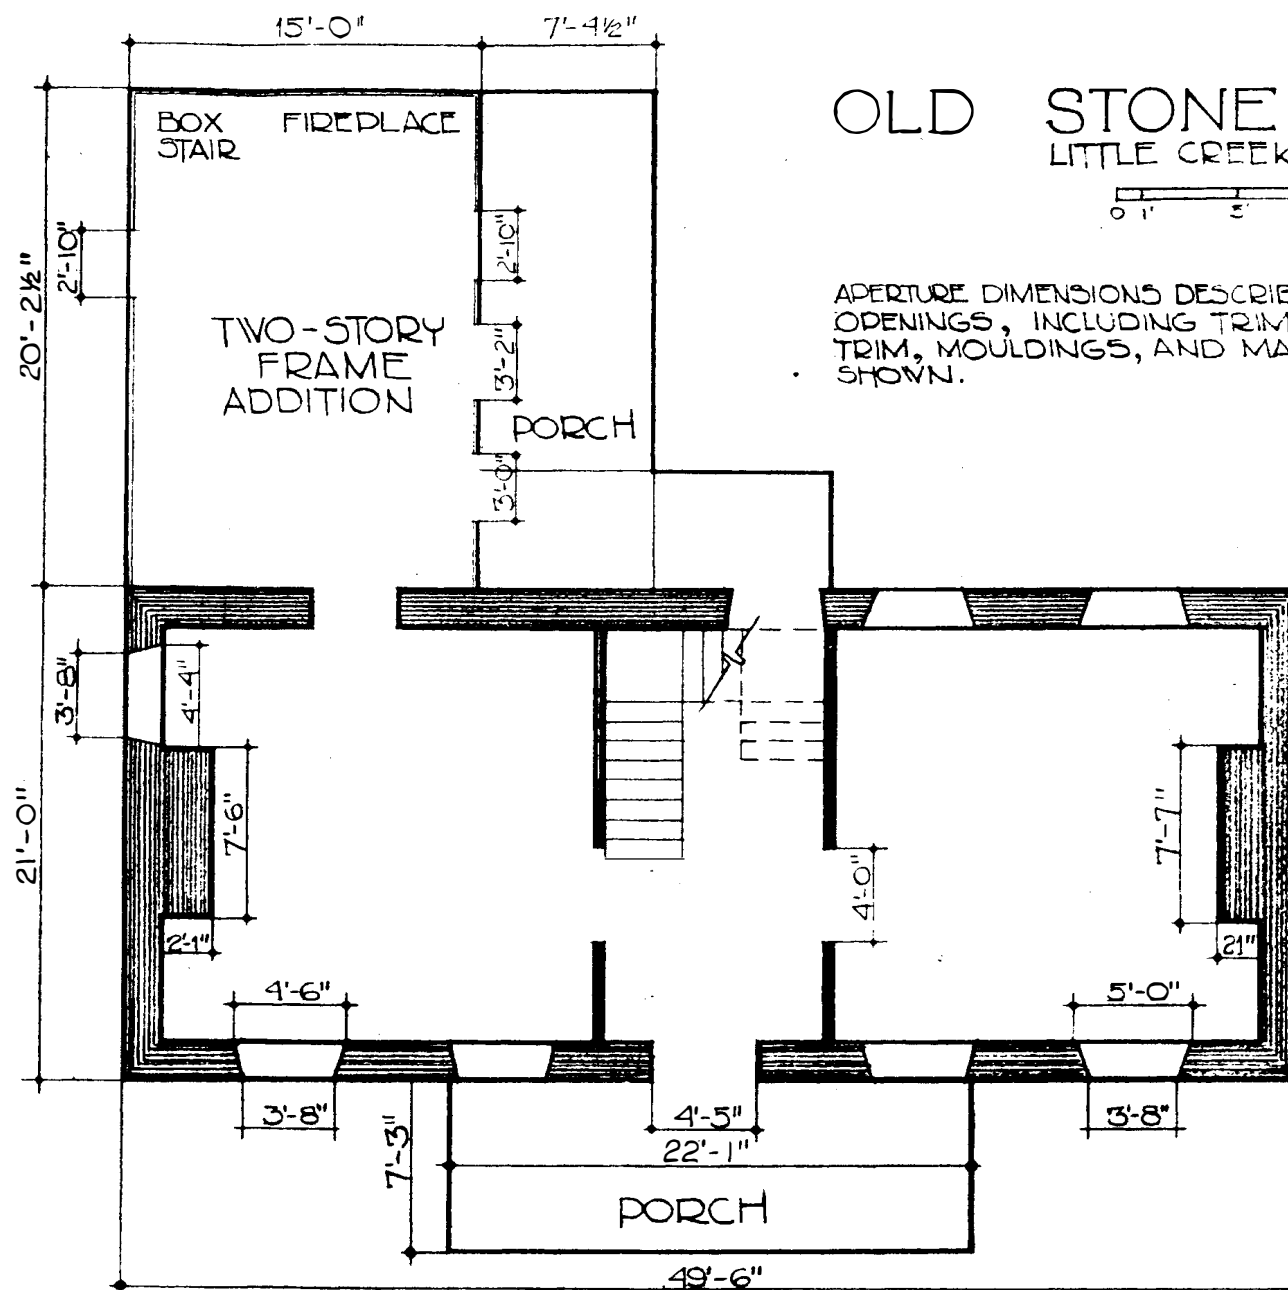 15'-0" 7'-4½"
OLD STONE
LITTLE CREEK
0 1' 5'
BOX FIREPLACE
STAIR
2'-10"
2'-10"
20'-2½"
APERTURE DIMENSIONS DESCRIB
OPENINGS, INCLUDING TRIM
TRIM, MOULDINGS, AND MA
SHOWN.
TWO-STORY
FRAME
ADDITION
3'-2"
PORCH
3'-0"
3'-8"
4'-4"
21'-0"
7'-6"
7'-7"
4'-0"
2'-1"
21"
4'-6"
5'-0"
3'-8"
4'-5"
3'-8"
7'-3"
22'-1"
PORCH
49'-6"